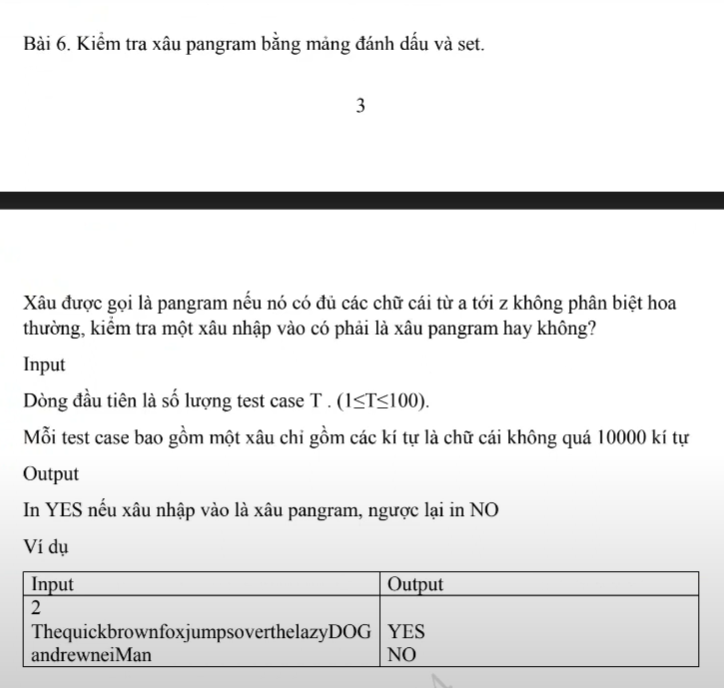 Bài 6. Kiểm tra xâu pangram bằng mảng đánh dấu và set.
3
Xâu được gọi là pangram nếu nó có đủ các chữ cái từ a tới z không phân biệt hoa
thường, kiểm tra một xâu nhập vào có phải là xâu pangram hay không?
Input
Dòng đầu tiên là số lượng test case T . (1≤T≤100).
Mỗi test case bao gồm một xâu chỉ gồm các kí tự là chữ cái không quá 10000 kí tự
Output
In YES nếu xâu nhập vào là xâu pangram, ngược lại in NO
Ví dụ
Input Output
2
ThequickbrownfoxjumpsoverthelazyDOG YES
andrewneiMan NO